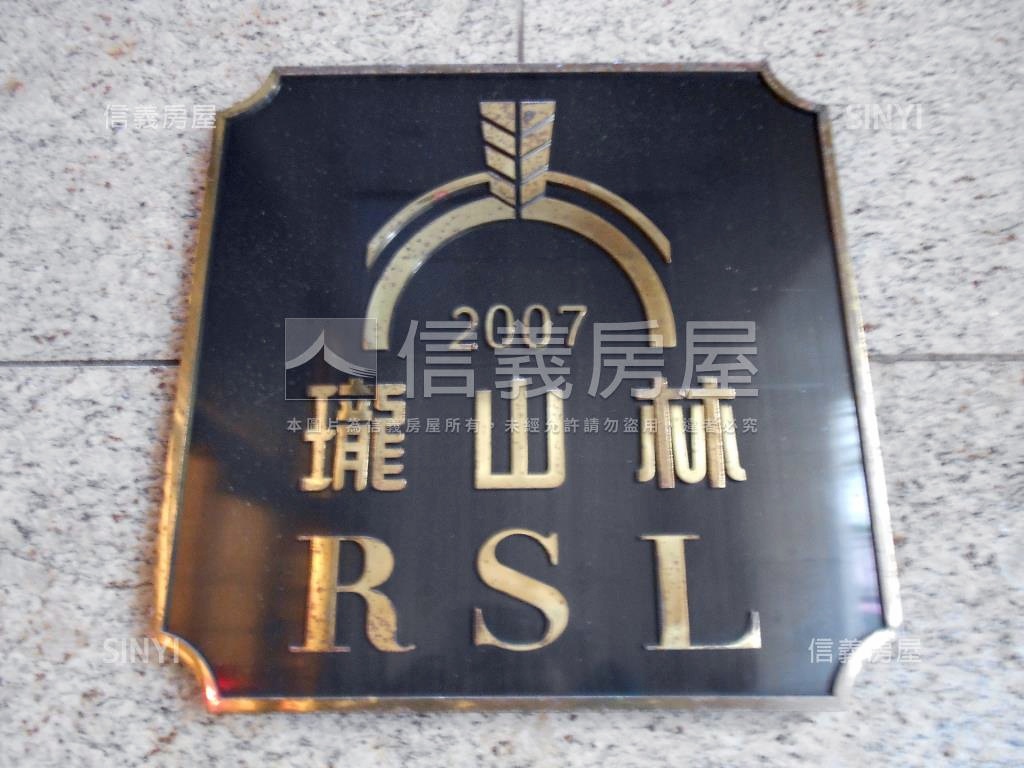 信義房屋 SINYI
2007
信義房屋
瓏山林
本圖片為信義房屋所有，未經允許請勿盜用，違者必究
RSL
SINYI 信義房屋